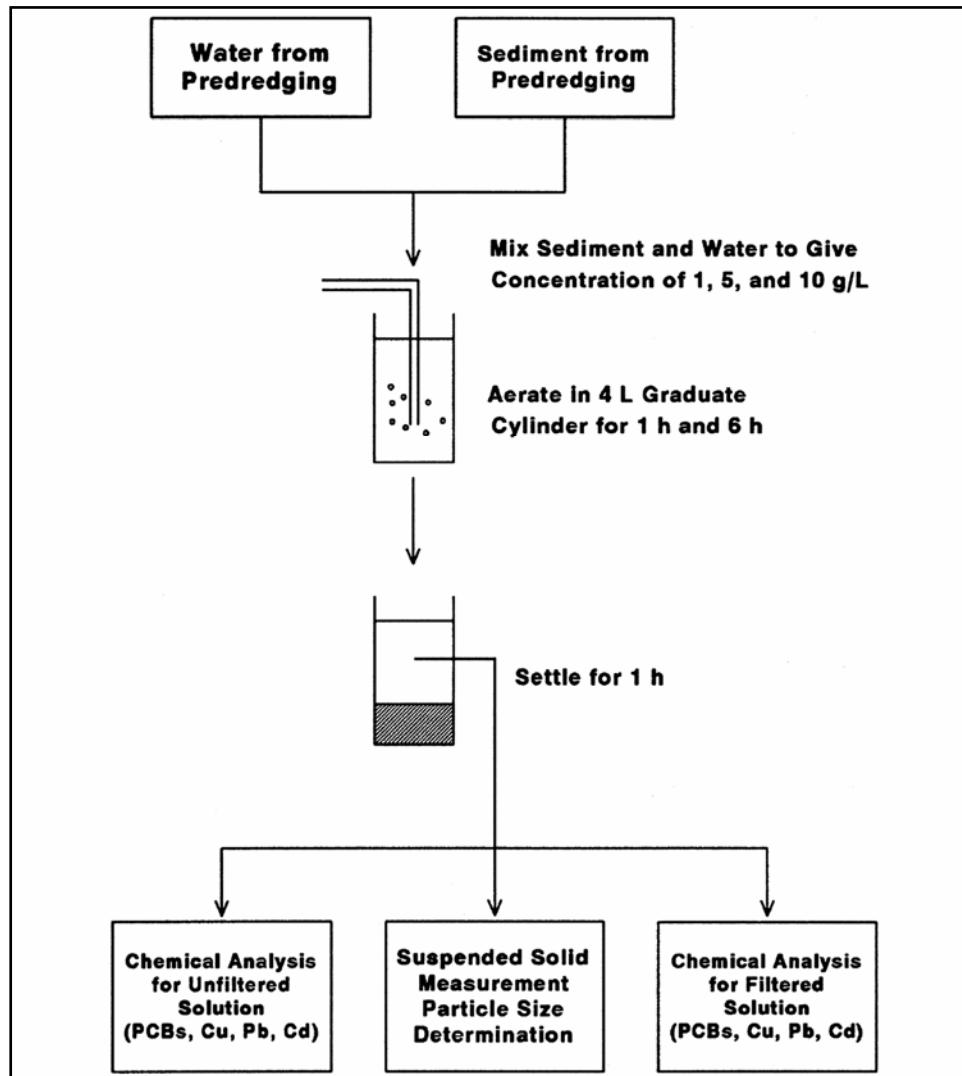 Water from
Predredging
Sediment from
Predredging
Mix Sediment and Water to Give
Concentration of 1, 5, and 10 g/L
Aerate in 4 L Graduate
Cylinder for 1 h and 6 h
Settle for 1 h
Chemical Analysis
for Unfiltered
Solution
(PCBs, Cu, Pb, Cd)
Suspended Solid
Measurement
Particle Size
Determination
Chemical Analysis
for Filtered
Solution
(PCBs, Cu, Pb, Cd)